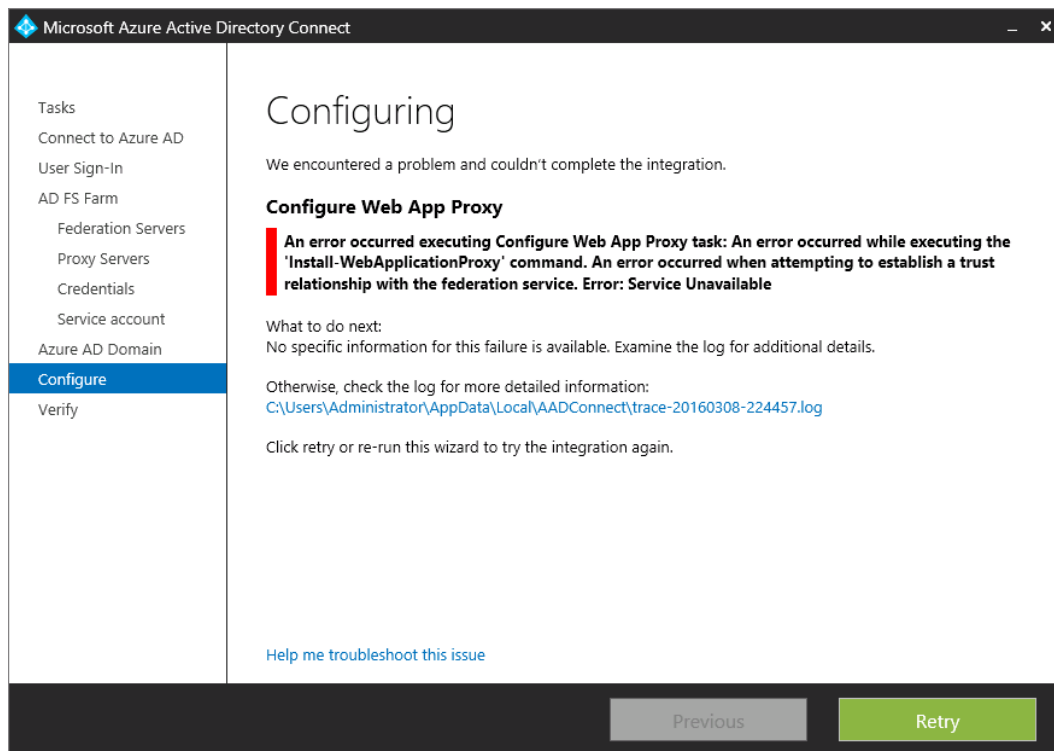 Microsoft Azure Active Directory Connect
Tasks
Connect to Azure AD
User Sign-In
AD FS Farm
Federation Servers
Proxy Servers
Credentials
Service account
Azure AD Domain
Configure
Verify
Configuring
We encountered a problem and couldn't complete the integration.
Configure Web App Proxy
An error occurred executing Configure Web App Proxy task: An error occurred while executing the
'Install-WebApplicationProxy' command. An error occurred when attempting to establish a trust
relationship with the federation service. Error: Service Unavailable
What to do next:
No specific information for this failure is available. Examine the log for additional details.
Otherwise, check the log for more detailed information:
C:\Users\Administrator\AppData\Local\AADConnect\trace-20160308-224457.log
Click retry or re-run this wizard to try the integration again.
Help me troubleshoot this issue
Previous
Retry